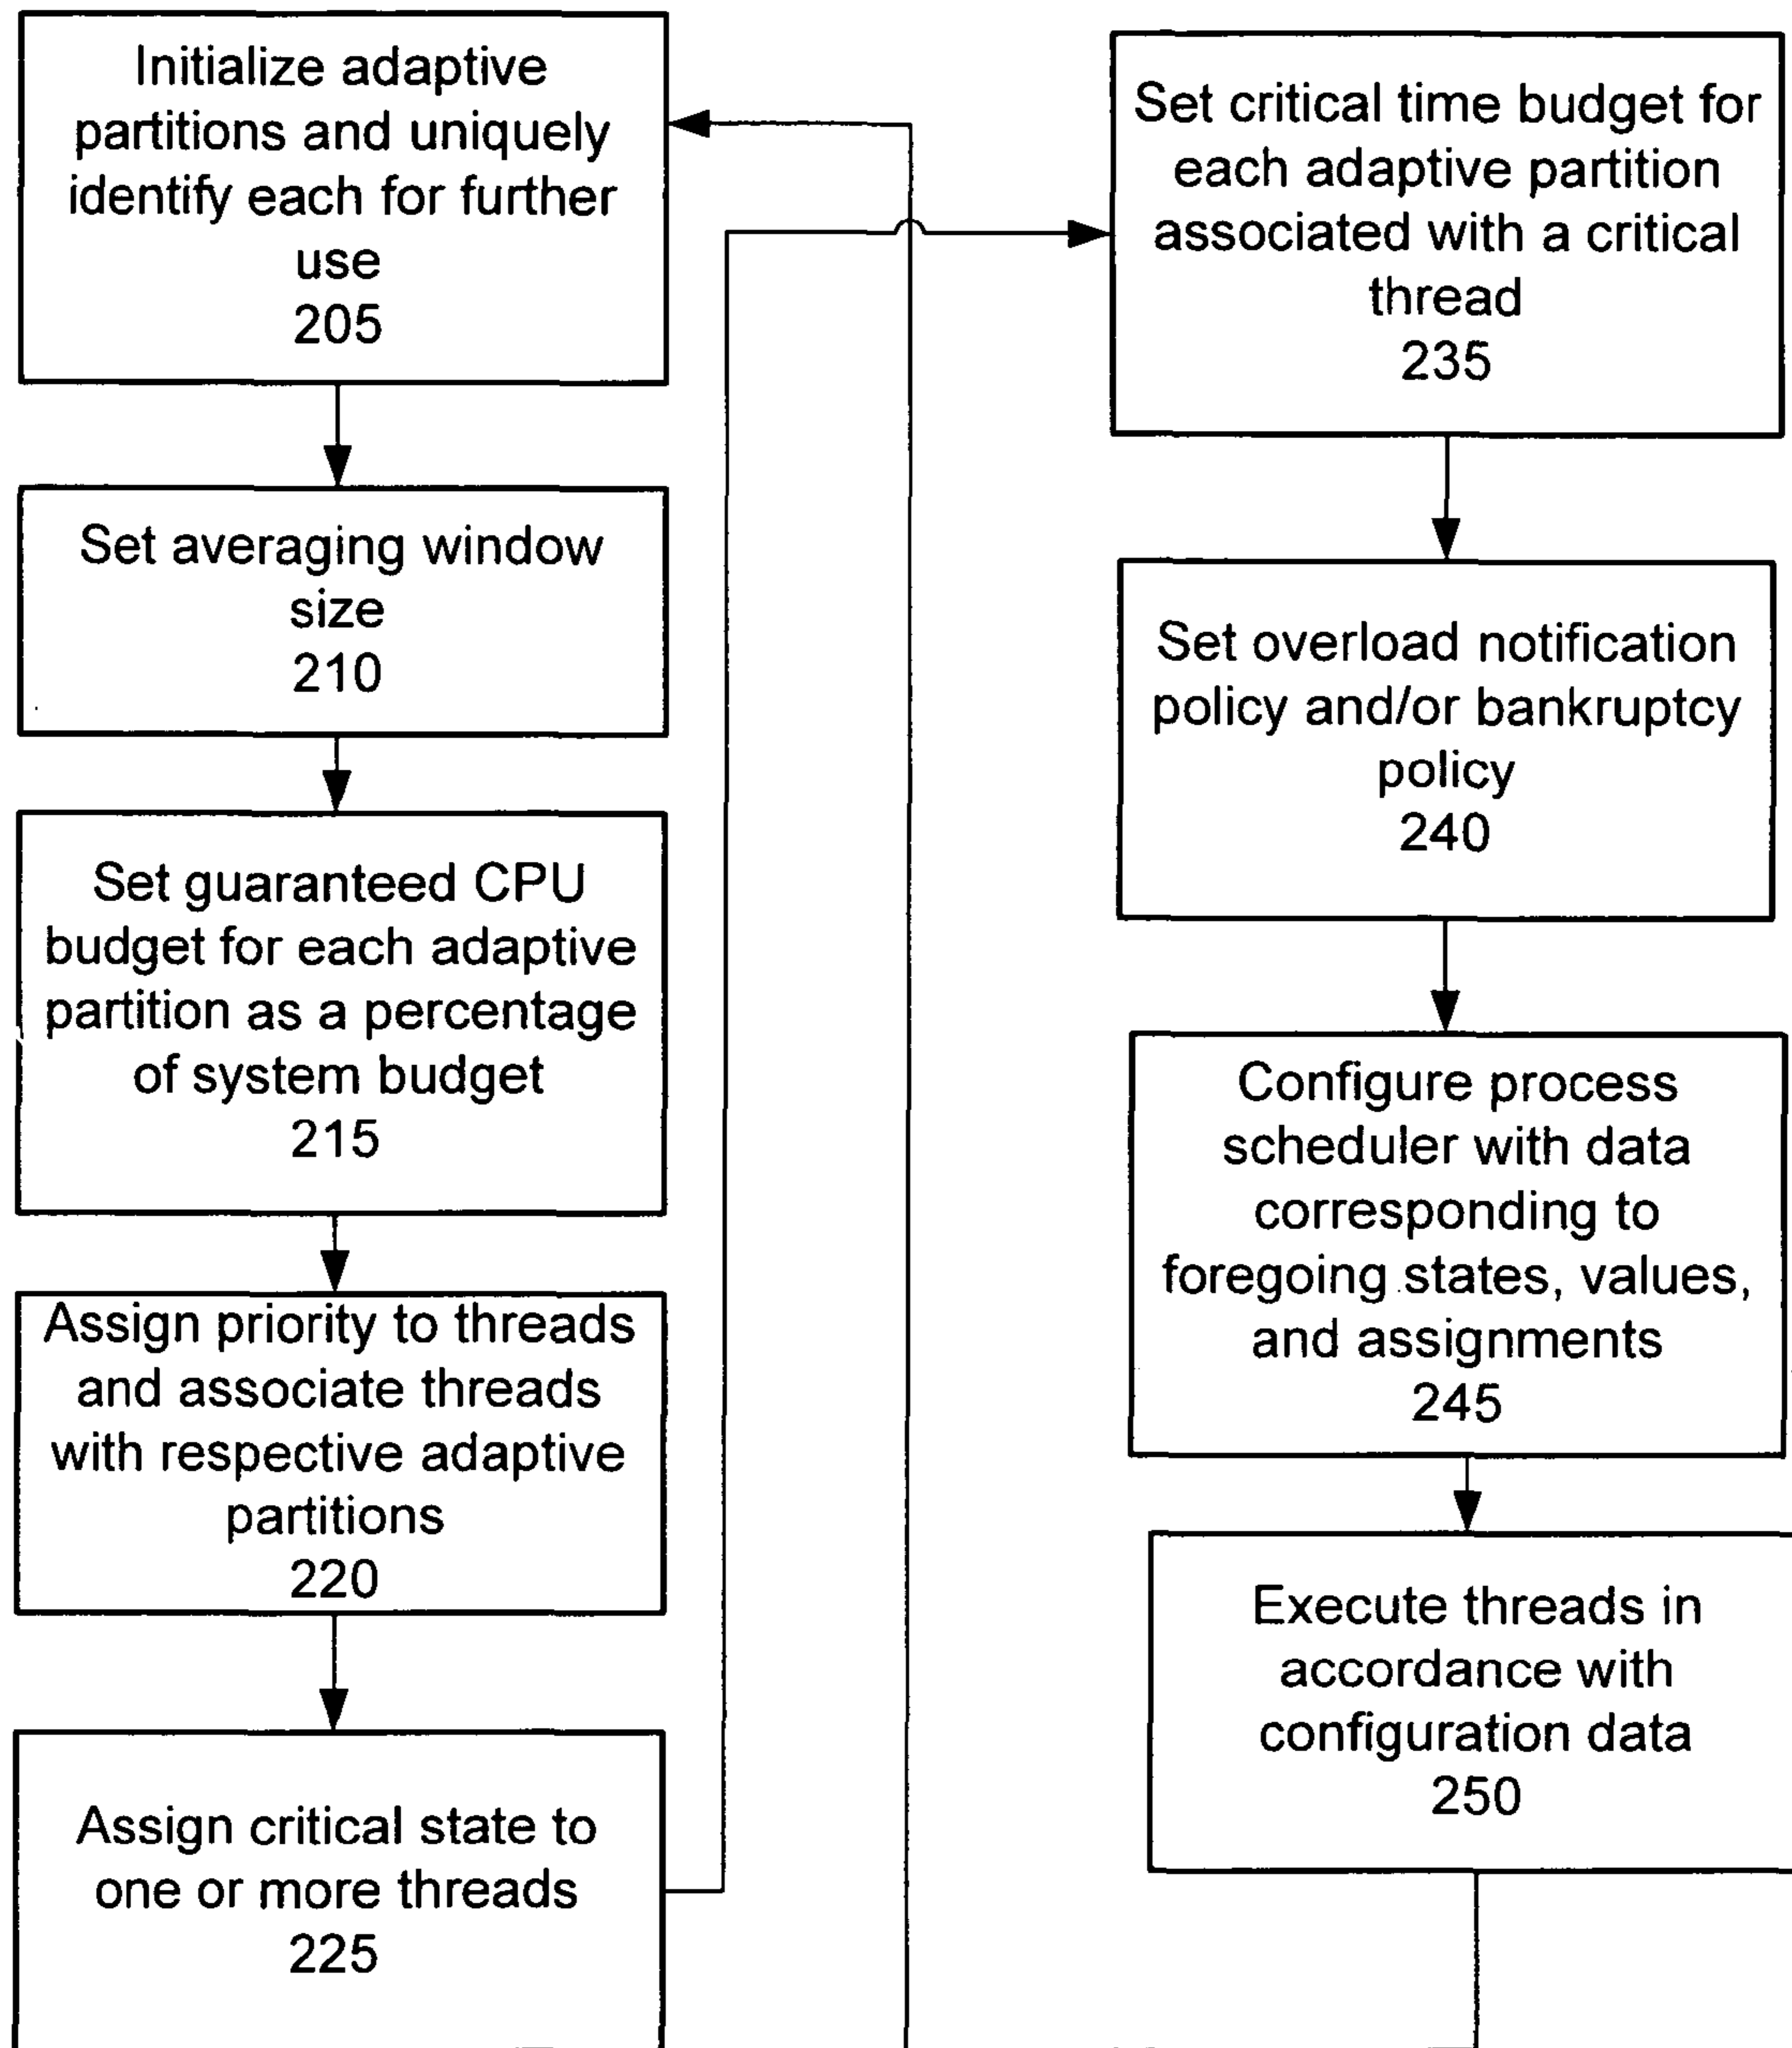 Initialize adaptive
partitions and uniquely
identify each for further
use
205
Set averaging window
size
210
Set guaranteed CPU
budget for each adaptive
partition as a percentage
of system budget
215
Assign priority to threads
and associate threads
with respective adaptive
partitions
220
Assign critical state to
one or more threads
225
Set critical time budget for
each adaptive partition
associated with a critical
thread
235
Set overload notification
policy and/or bankruptcy
policy
240
Configure process
scheduler with data
corresponding to
foregoing states, values,
and assignments
245
Execute threads in
accordance with
configuration data
250